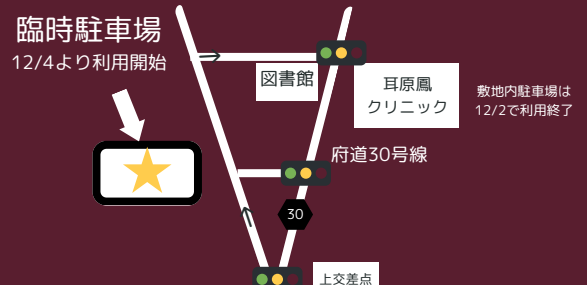 臨時駐車場
12/4より利用開始
図書館
耳原鳳
クリニック
敷地内駐車場は
12/2で利用終了
府道30号線
30
上交差点